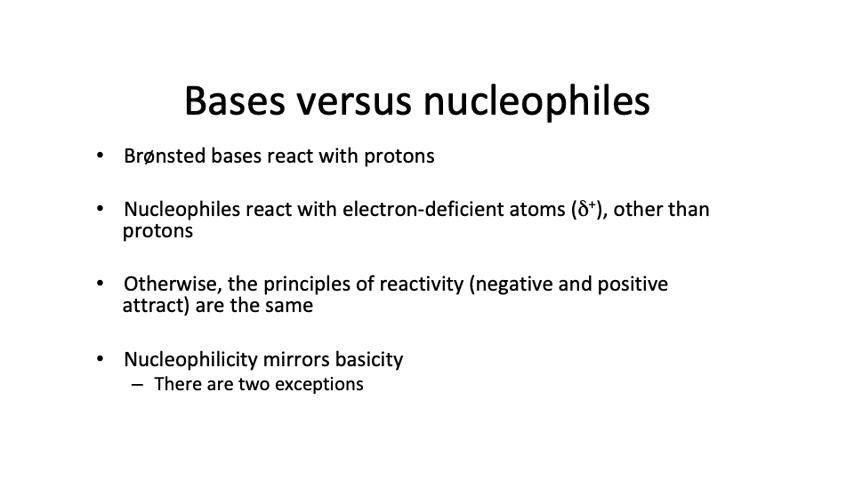 Bases versus nucleophiles
• Brønsted bases react with protons
• Nucleophiles react with electron-deficient atoms (δ⁺), other than
protons
• Otherwise, the principles of reactivity (negative and positive
attract) are the same
• Nucleophilicity mirrors basicity
– There are two exceptions